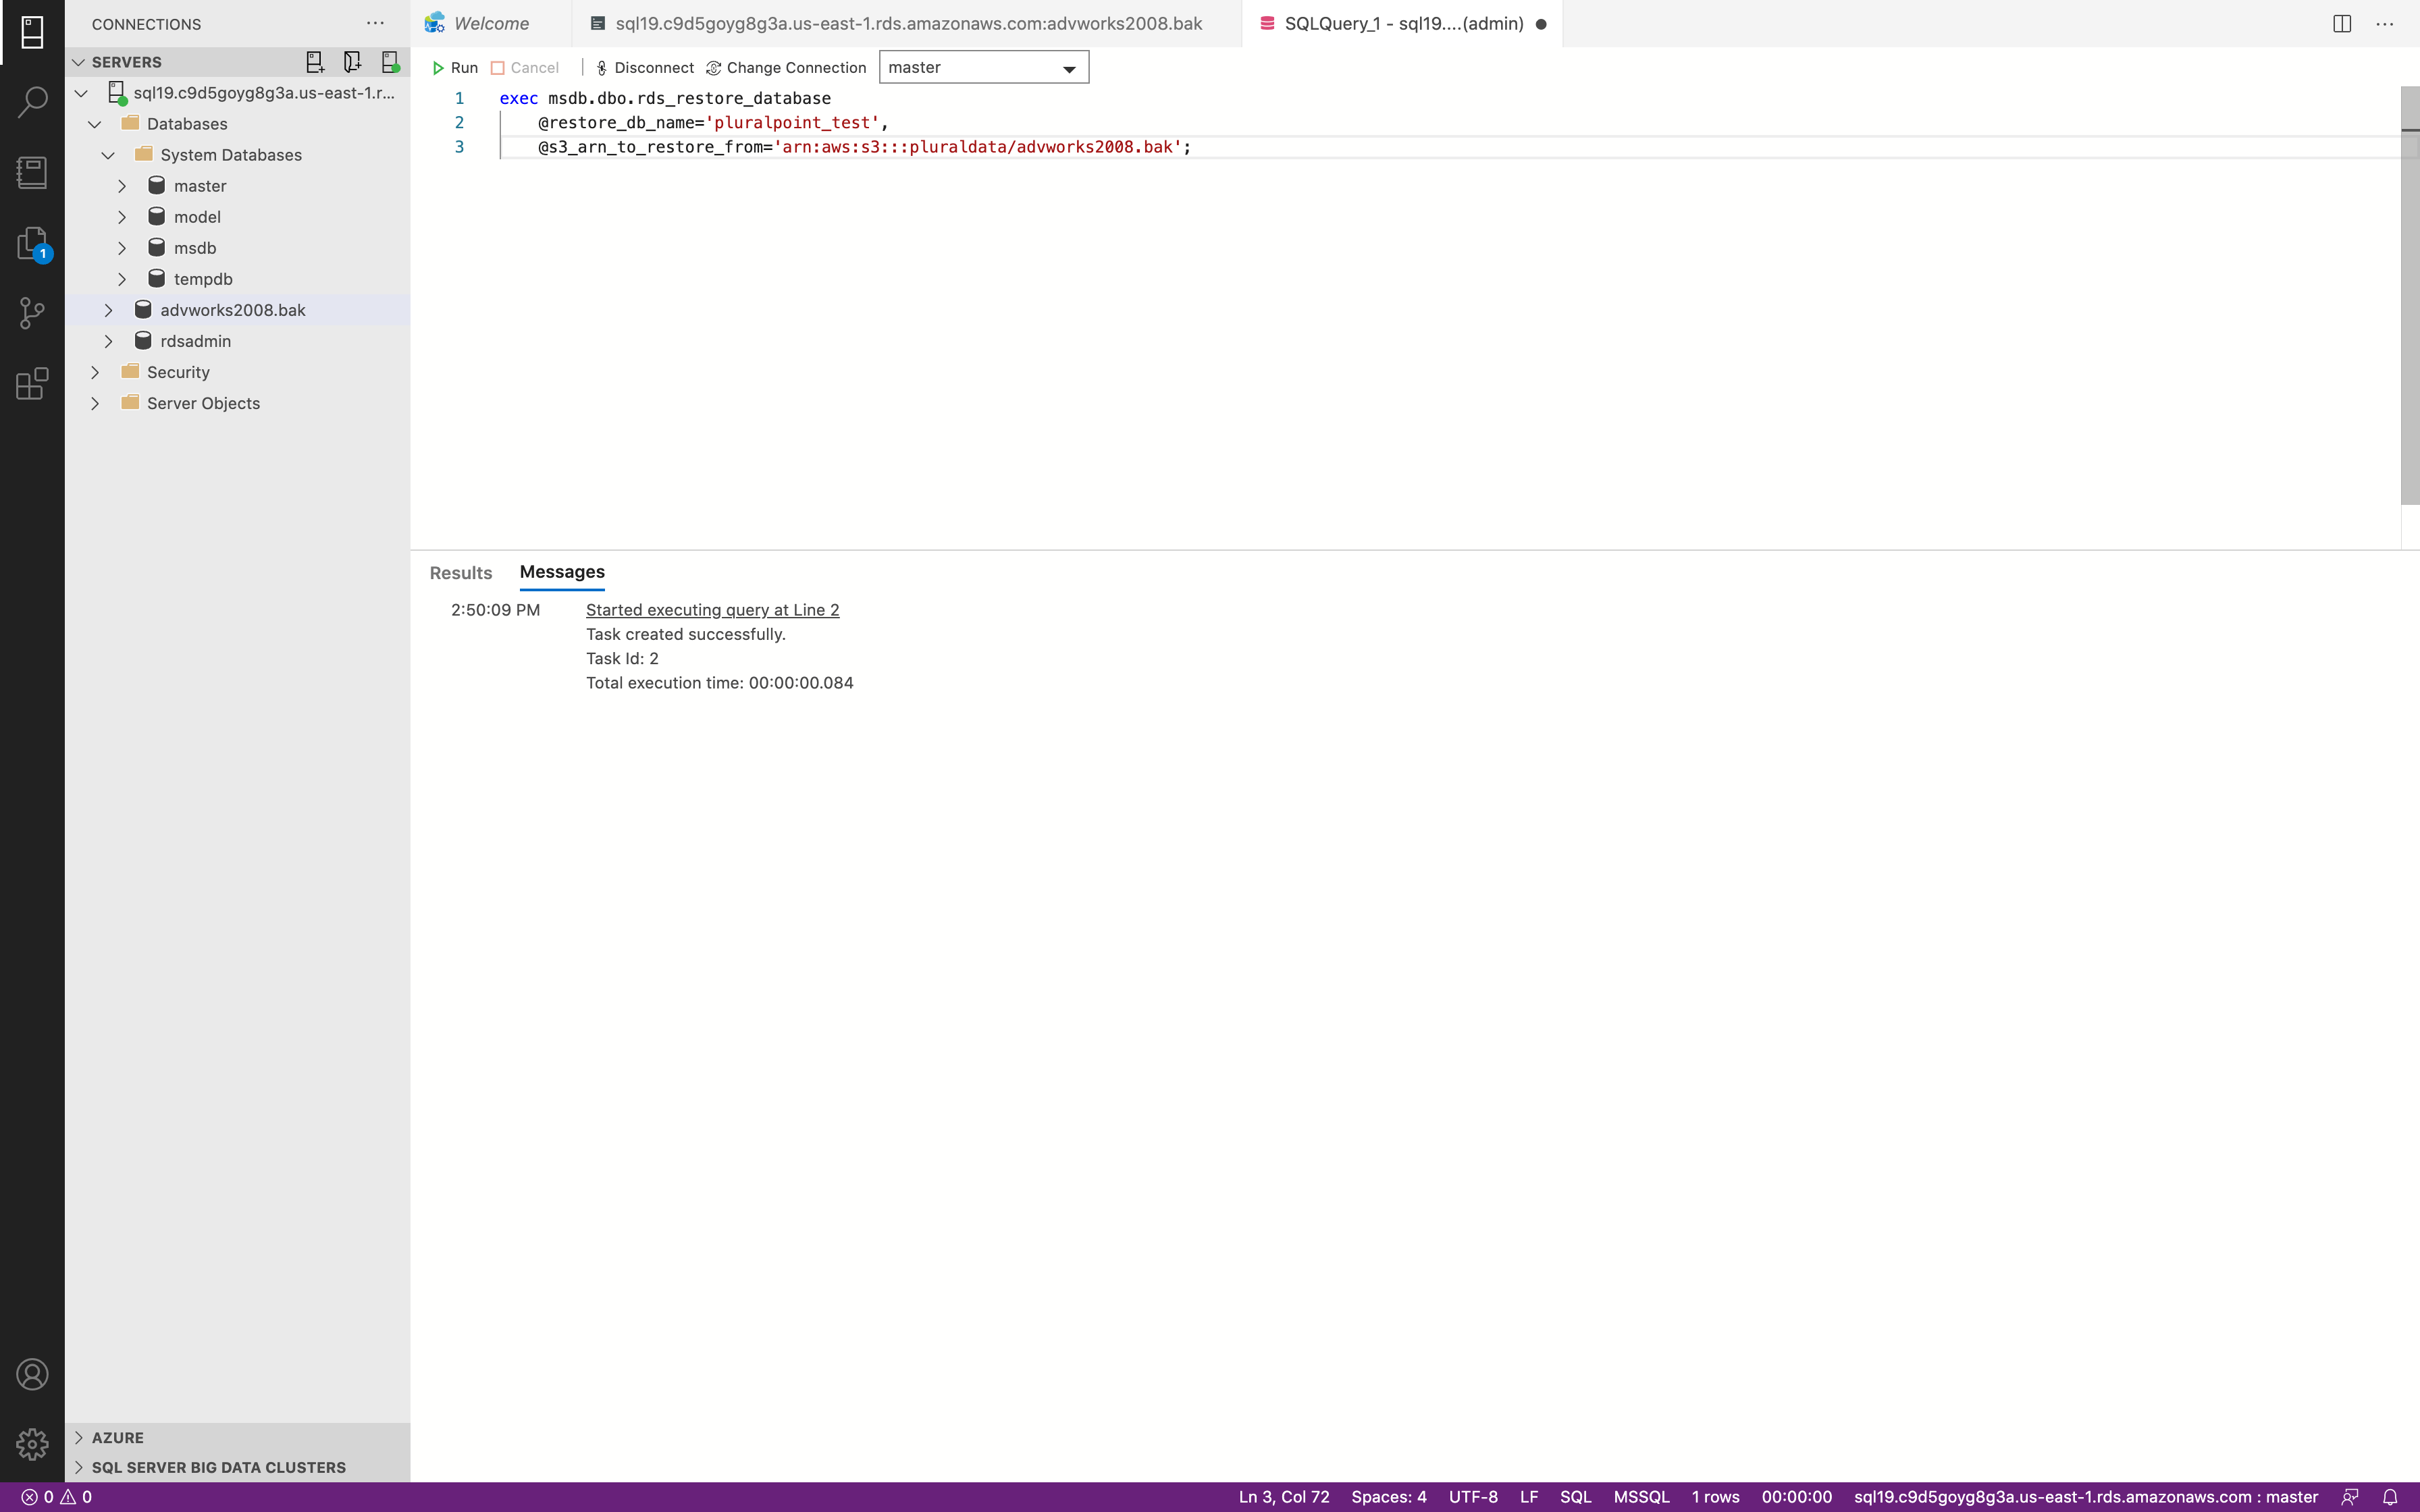 CONNECTIONS
SERVERS
sql19.c9d5goyg8g3a.us-east-1.r...
Databases
System Databases
master
model
msdb
tempdb
advworks2008.bak
rdsadmin
Security
Server Objects
AZURE
SQL SERVER BIG DATA CLUSTERS
1
Welcome
sql19.c9d5goyg8g3a.us-east-1.rds.amazonaws.com:advworks2008.bak
SQLQuery_1 - sql19....(admin)
Run Cancel Disconnect Change Connection master
1 exec msdb.dbo.rds_restore_database
2 @restore_db_name='pluralpoint_test',
3 @s3_arn_to_restore_from='arn:aws:s3:::pluraldata/advworks2008.bak';
Results Messages
2:50:09 PM Started executing query at Line 2
Task created successfully.
Task Id: 2
Total execution time: 00:00:00.084
0 0 Ln 3, Col 72 Spaces: 4 UTF-8 LF SQL MSSQL 1 rows 00:00:00 sql19.c9d5goyg8g3a.us-east-1.rds.amazonaws.com : master